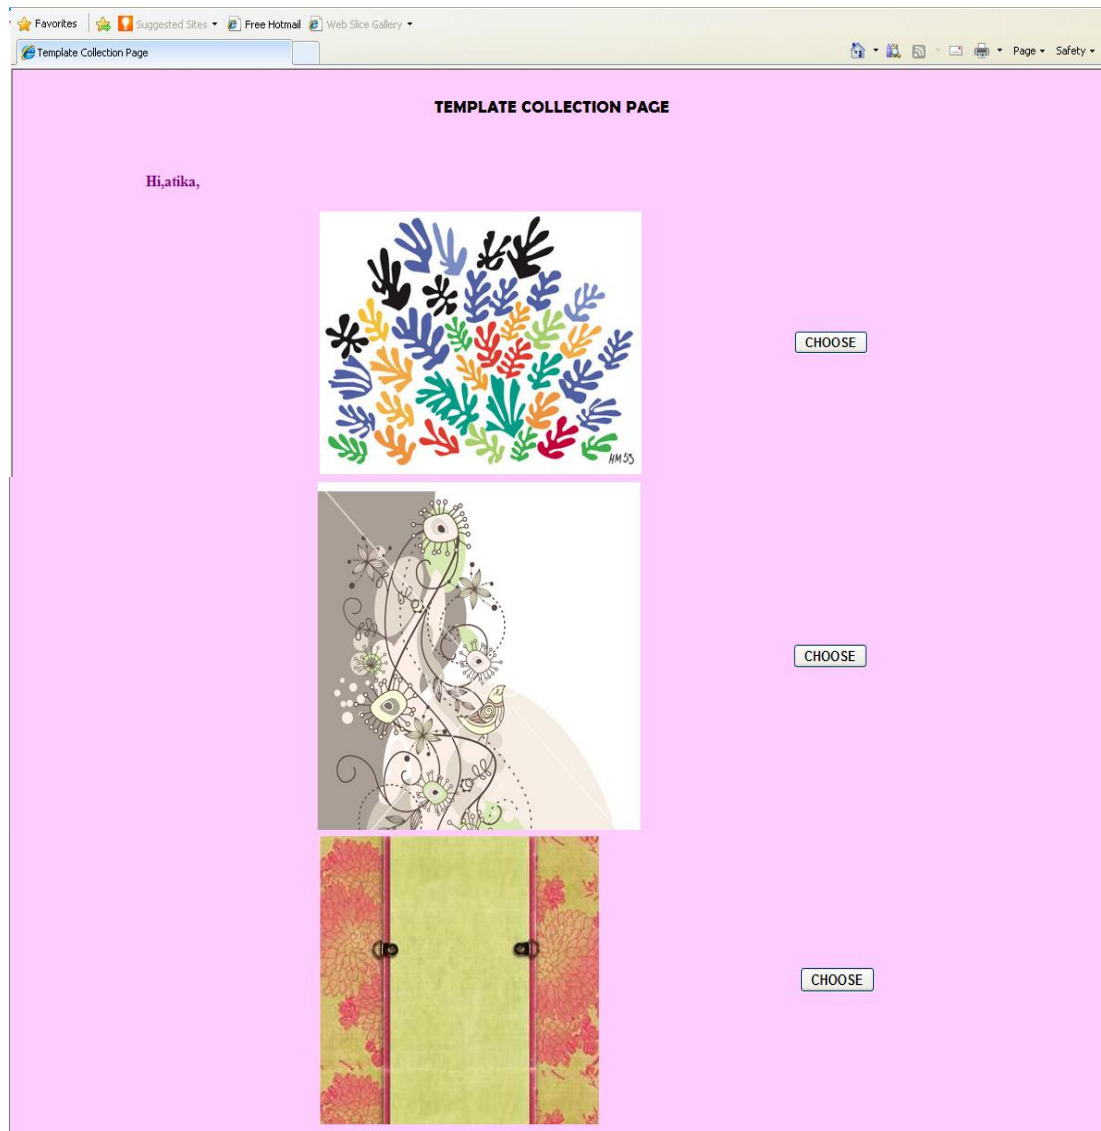 Favorites Suggested Sites Free Hotmail Web Slice Gallery
Template Collection Page Page Safety
TEMPLATE COLLECTION PAGE
Hi,atika,
HM53
CHOOSE
CHOOSE
CHOOSE